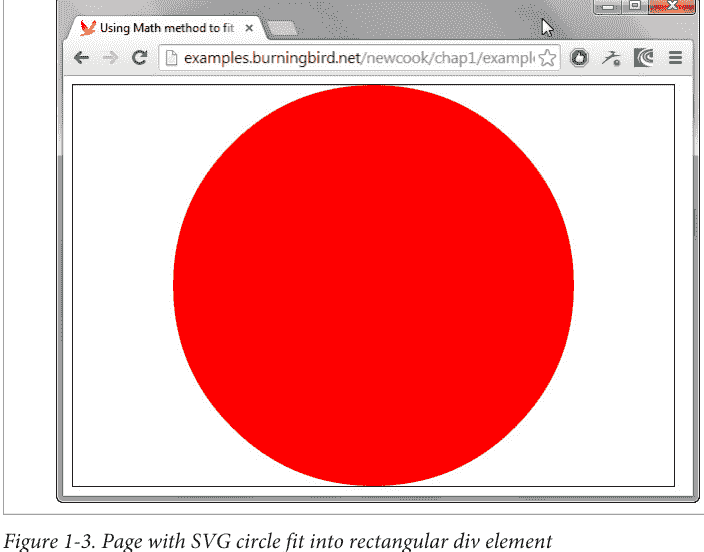 Using Math method to fit
examples.burningbird.net/newcook/chap1/exampl
Figure 1-3. Page with SVG circle fit into rectangular div element